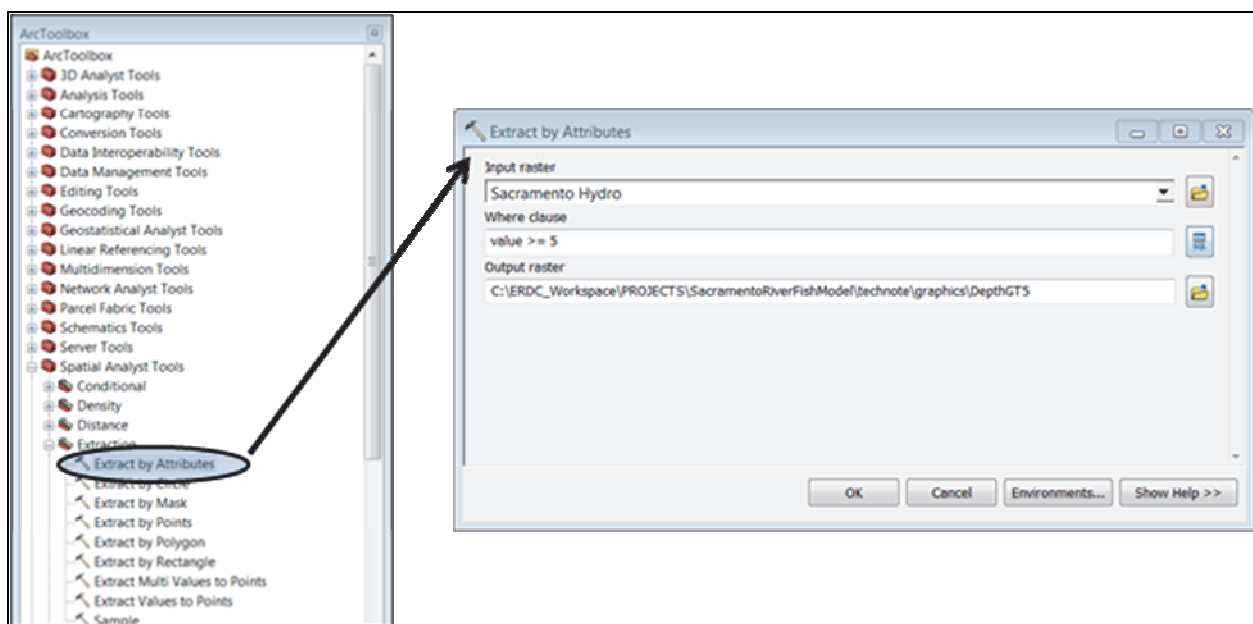 ArcToolbox
ArcToolbox
3D Analyst Tools
Analysis Tools
Cartography Tools
Conversion Tools
Data Interoperability Tools
Data Management Tools
Editing Tools
Geocoding Tools
Geostatistical Analyst Tools
Linear Referencing Tools
Multidimension Tools
Network Analyst Tools
Parcel Fabric Tools
Schematics Tools
Server Tools
Spatial Analyst Tools
Conditional
Density
Distance
Extraction
Extract by Attributes
Extract by Circle
Extract by Mask
Extract by Points
Extract by Polygon
Extract by Rectangle
Extract Multi Values to Points
Extract Values to Points
Sample
Extract by Attributes
Input raster
Sacramento Hydro
Where clause
value >= 5
SQL
Output raster
C:\ERDC_Workspace\PROJECTS\SacramentoRiverFishModel\technote\graphics\DepthGT5
OK Cancel Environments... Show Help >>